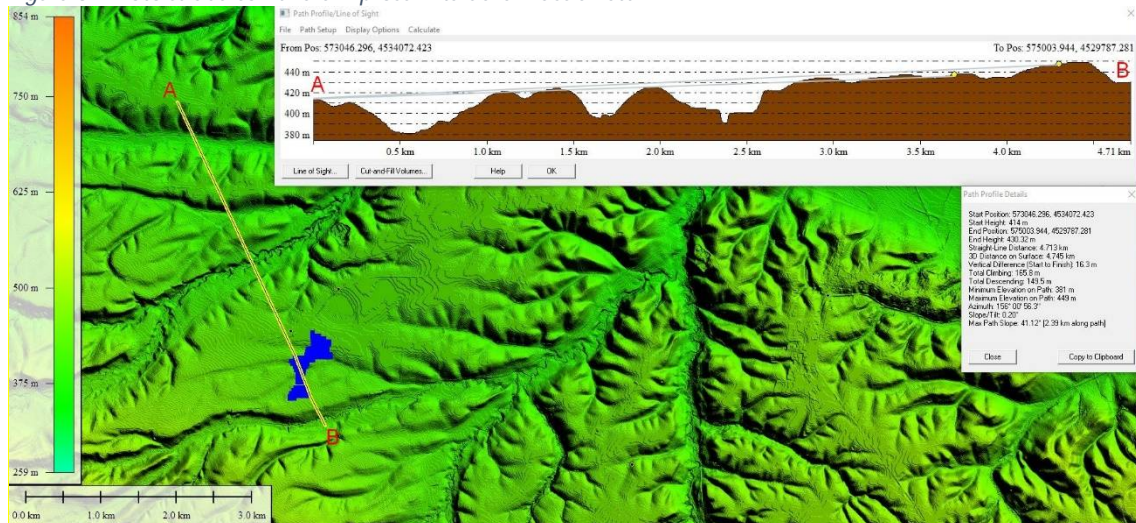 854 m
750 m
625 m
500 m
375 m
259 m
0.0 km 1.0 km 2.0 km 3.0 km
A
B
Path Profile/Line of Sight
File Path Setup Display Options Calculate
From Pos: 573046.296, 4534072.423 To Pos: 575003.944, 4529787.281
440 m
420 m
400 m
380 m
A B
0.5 km 1.0 km 1.5 km 2.0 km 2.5 km 3.0 km 3.5 km 4.0 km 4.71 km
Line of Sight... Cut-and-Fill Volumes... Help OK
Path Profile Details
Start Position: 573046.296, 4534072.423
Start Height: 414 m
End Position: 575003.944, 4529787.281
End Height: 430.32 m
Straight-Line Distance: 4.713 km
3D Distance on Surface: 4.745 km
Vertical Difference (Start to Finish): 16.3 m
Total Climbing: 165.8 m
Total Descending: 149.5 m
Minimum Elevation on Path: 381 m
Maximum Elevation on Path: 449 m
Azimuth: 156° 00' 56.3"
Slope/Tilt: 0.20°
Max Path Slope: 41.12° [2.39 km along path]
Close Copy to Clipboard